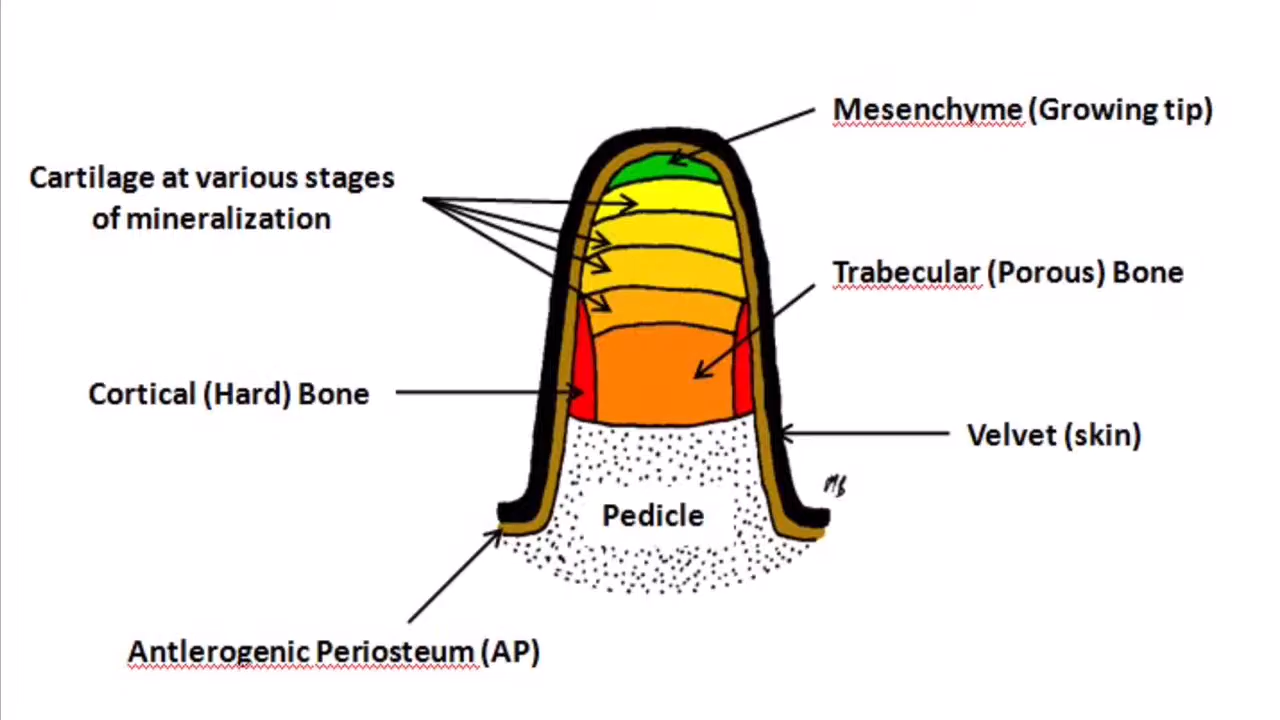 Mesenchyme (Growing tip)
Cartilage at various stages
of mineralization
Trabecular (Porous) Bone
Cortical (Hard) Bone
Velvet (skin)
MB
Pedicle
Antlerogenic Periosteum (AP)